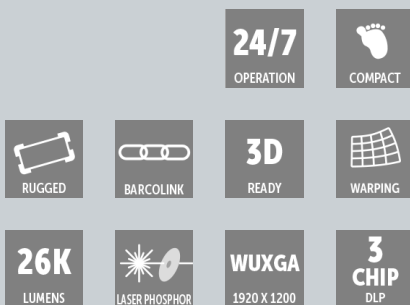 24/7
OPERATION
COMPACT
RUGGED
BARCOLINK
3D
READY
WARPING
26K
LUMENS
LASER PHOSPHOR
WUXGA
1920 X 1200
3
CHIP
DLP